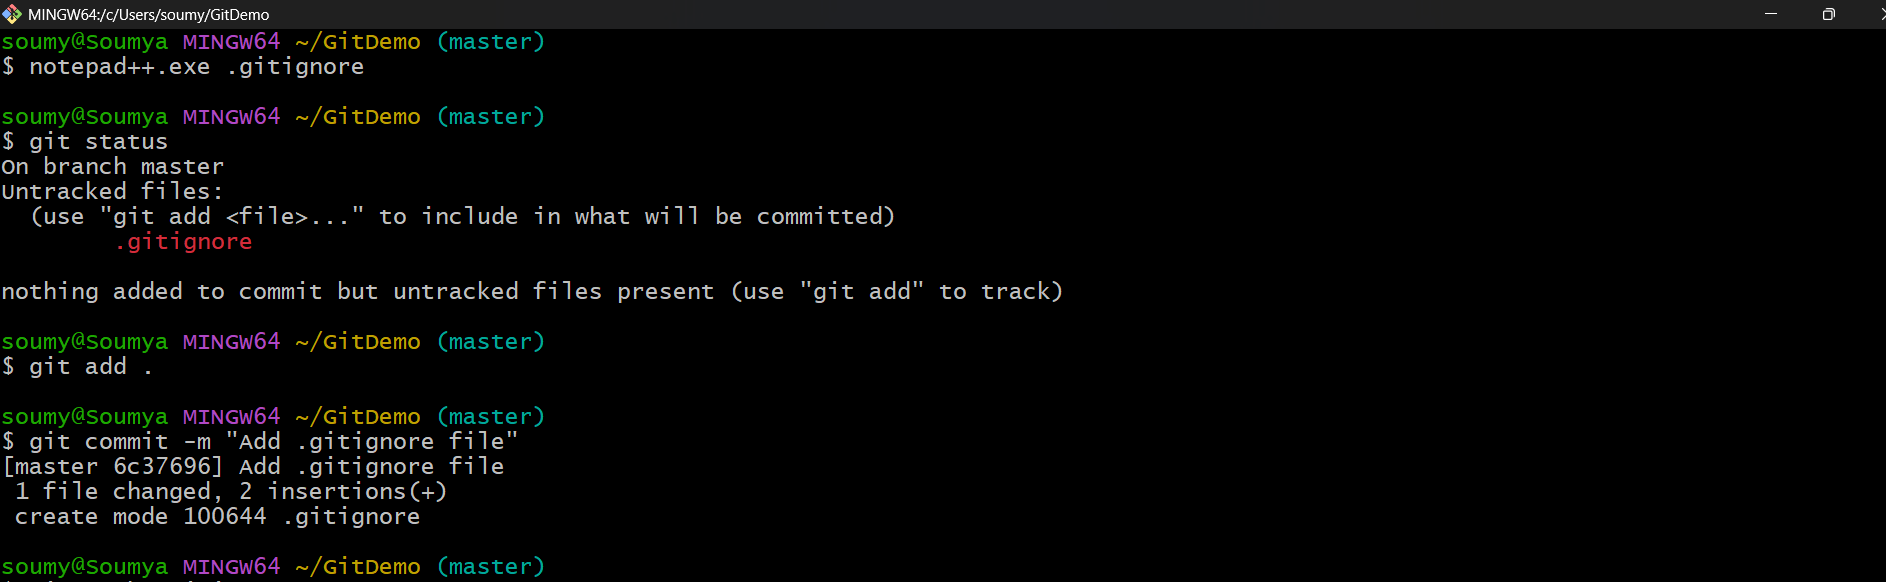 MINGW64:/c/Users/soumy/GitDemo
soumy@Soumya MINGW64 ~/GitDemo (master)
$ notepad++.exe .gitignore
soumy@Soumya MINGW64 ~/GitDemo (master)
$ git status
On branch master
Untracked files:
  (use "git add <file>..." to include in what will be committed)
        .gitignore
nothing added to commit but untracked files present (use "git add" to track)
soumy@Soumya MINGW64 ~/GitDemo (master)
$ git add .
soumy@Soumya MINGW64 ~/GitDemo (master)
$ git commit -m "Add .gitignore file"
[master 6c37696] Add .gitignore file
 1 file changed, 2 insertions(+)
 create mode 100644 .gitignore
soumy@Soumya MINGW64 ~/GitDemo (master)